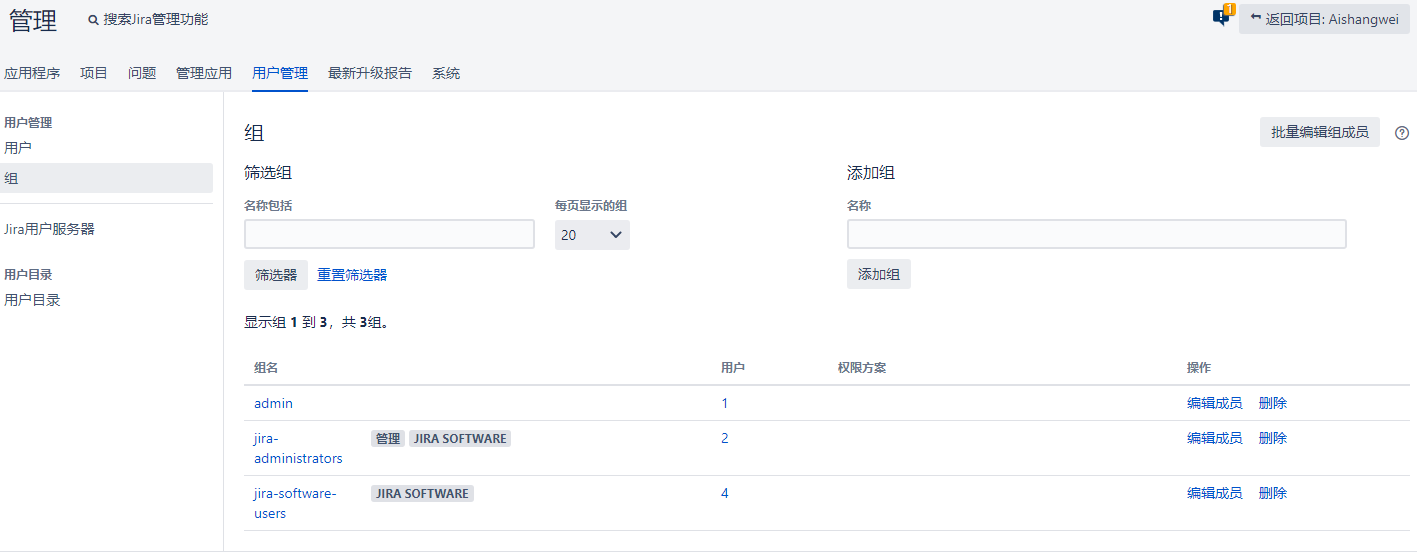 管理
搜索Jira管理功能
1
返回项目: Aishangwei
应用程序 项目 问题 管理应用 用户管理 最新升级报告 系统
用户管理
用户
组
Jira用户服务器
用户目录
用户目录
组
批量编辑组成员
筛选组
名称包括
每页显示的组
20
筛选器 重置筛选器
添加组
名称
添加组
显示组 1 到 3，共 3组。
组名 用户 权限方案 操作
admin 1 编辑成员 删除
jira-
administrators
管理 JIRA SOFTWARE 2 编辑成员 删除
jira-software-
users
JIRA SOFTWARE 4 编辑成员 删除